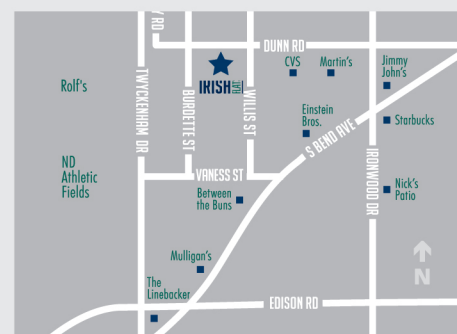 Y RD
DUNN RD
CVS
Martin's
Jimmy
John's
IRISH
FLATS
Rolf's
TWYCKENHAM DR
BURDETTE ST
WILLIS ST
Einstein
Bros.
Starbucks
S BEND AVE
IRONWOOD DR
ND
Athletic
Fields
VANESS ST
Between
the Buns
Nick's
Patio
Mulligan's
The
Linebacker
EDISON RD
N